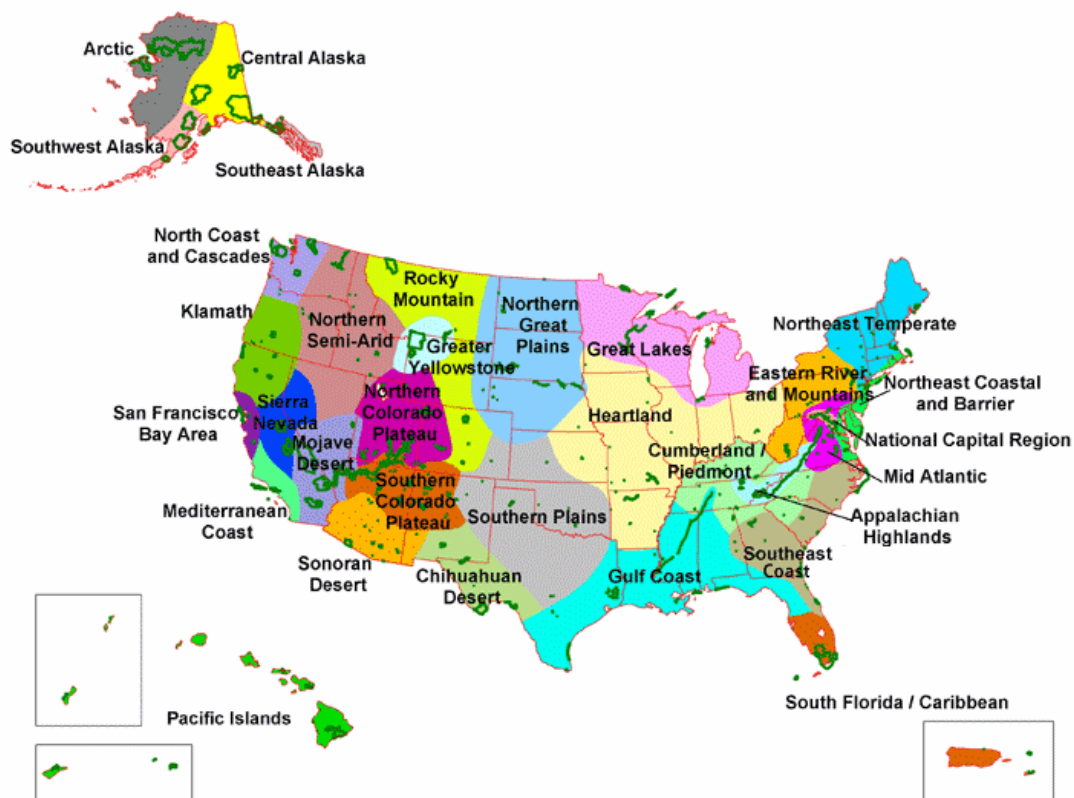 Arctic
Central Alaska
Southwest Alaska
Southeast Alaska
North Coast
and Cascades
Rocky
Mountain
Klamath
Northern
Semi-Arid
Northern
Great
Plains
Greater
Yellowstone
Great Lakes
Northeast Temperate
Eastern River
and Mountains
Northeast Coastal
and Barrier
San Francisco
Bay Area
Sierra
Nevada
Northern
Colorado
Plateau
Heartland
National Capital Region
Mojave
Desert
Cumberland /
Piedmont
Mid Atlantic
Mediterranean
Coast
Southern
Colorado
Plateau
Southern Plains
Appalachian
Highlands
Sonoran
Desert
Chihuahuan
Desert
Gulf Coast
Southeast
Coast
South Florida / Caribbean
Pacific Islands